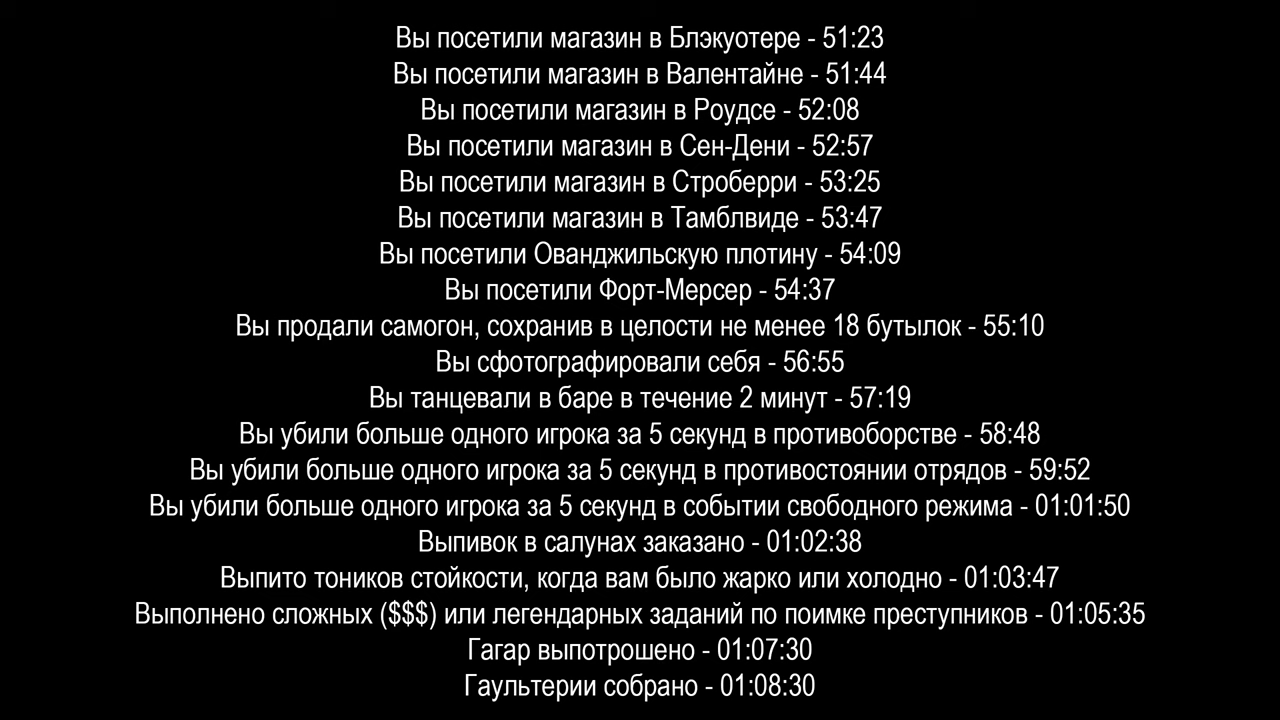 Вы посетили магазин в Блэкуотере - 51:23
Вы посетили магазин в Валентайне - 51:44
Вы посетили магазин в Роудсе - 52:08
Вы посетили магазин в Сен-Дени - 52:57
Вы посетили магазин в Строберри - 53:25
Вы посетили магазин в Тамблвиде - 53:47
Вы посетили Ованджильскую плотину - 54:09
Вы посетили Форт-Мерсер - 54:37
Вы продали самогон, сохранив в целости не менее 18 бутылок - 55:10
Вы сфотографировали себя - 56:55
Вы танцевали в баре в течение 2 минут - 57:19
Вы убили больше одного игрока за 5 секунд в противоборстве - 58:48
Вы убили больше одного игрока за 5 секунд в противостоянии отрядов - 59:52
Вы убили больше одного игрока за 5 секунд в событии свободного режима - 01:01:50
Выпивок в салунах заказано - 01:02:38
Выпито тоников стойкости, когда вам было жарко или холодно - 01:03:47
Выполнено сложных ($$$) или легендарных заданий по поимке преступников - 01:05:35
Гагар выпотрошено - 01:07:30
Гаультерии собрано - 01:08:30